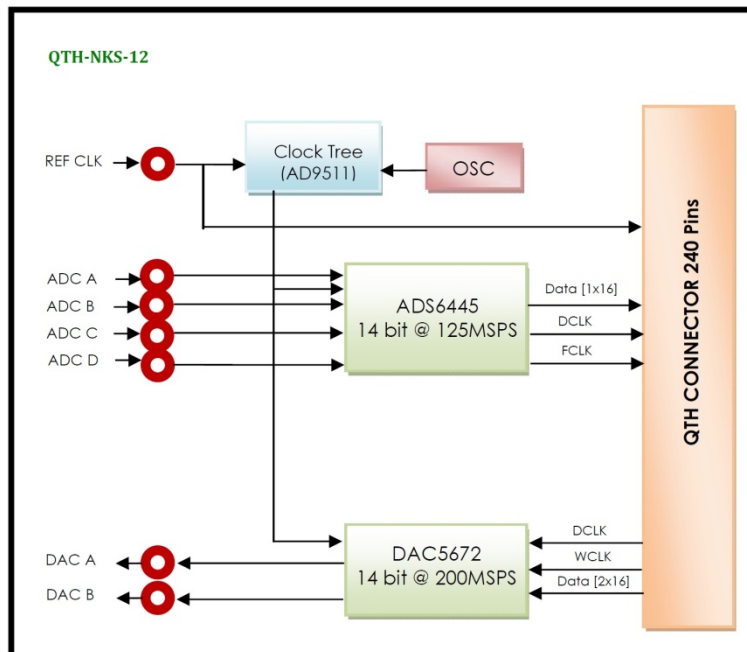 QTH-NKS-12
REF CLK
Clock Tree
(AD9511)
OSC
ADC A
ADC B
ADC C
ADC D
ADS6445
14 bit @ 125MSPS
Data [1x16]
DCLK
FCLK
QTH CONNECTOR 240 Pins
DAC A
DAC B
DAC5672
14 bit @ 200MSPS
DCLK
WCLK
Data [2x16]